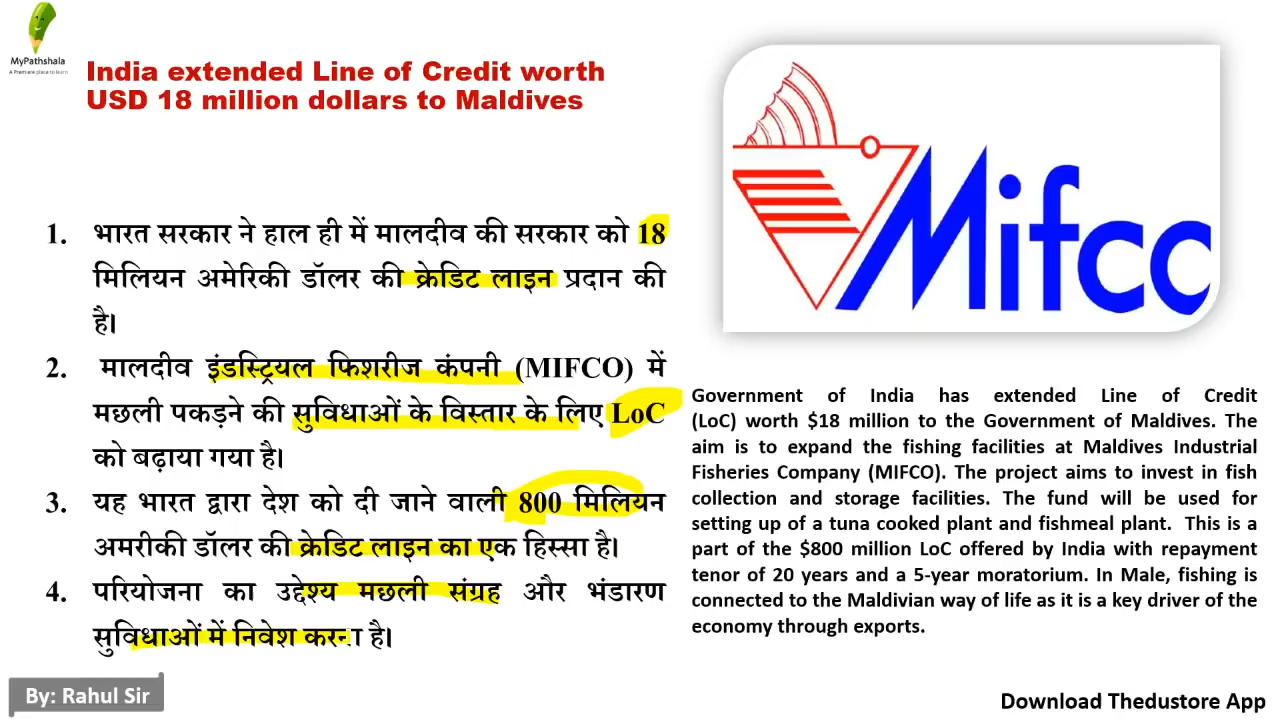 MyPathshala
A Premiere place to learn
India extended Line of Credit worth
USD 18 million dollars to Maldives
1. भारत सरकार ने हाल ही में मालदीव की सरकार को 18
मिलियन अमेरिकी डॉलर की क्रेडिट लाइन प्रदान की
है।
2. मालदीव इंडस्ट्रियल फिशरीज कंपनी (MIFCO) में
मछली पकड़ने की सुविधाओं के विस्तार के लिए LoC
को बढ़ाया गया है।
3. यह भारत द्वारा देश को दी जाने वाली 800 मिलियन
अमरीकी डॉलर की क्रेडिट लाइन का एक हिस्सा है।
4. परियोजना का उद्देश्य मछली संग्रह और भंडारण
सुविधाओं में निवेश करना है।
Mifco
Government of India has extended Line of Credit
(LoC) worth $18 million to the Government of Maldives. The
aim is to expand the fishing facilities at Maldives Industrial
Fisheries Company (MIFCO). The project aims to invest in fish
collection and storage facilities. The fund will be used for
setting up of a tuna cooked plant and fishmeal plant. This is a
part of the $800 million LoC offered by India with repayment
tenor of 20 years and a 5-year moratorium. In Male, fishing is
connected to the Maldivian way of life as it is a key driver of the
economy through exports.
By: Rahul Sir
Download Thedustore App